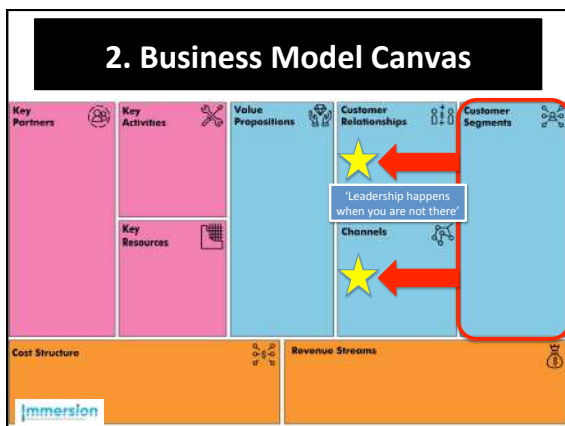 2. Business Model Canvas
Key
Partners
Key
Activities
Value
Propositions
Customer
Relationships
Customer
Segments
'Leadership happens
when you are not there'
Key
Resources
Channels
Cost Structure
Revenue Streams
Immersion